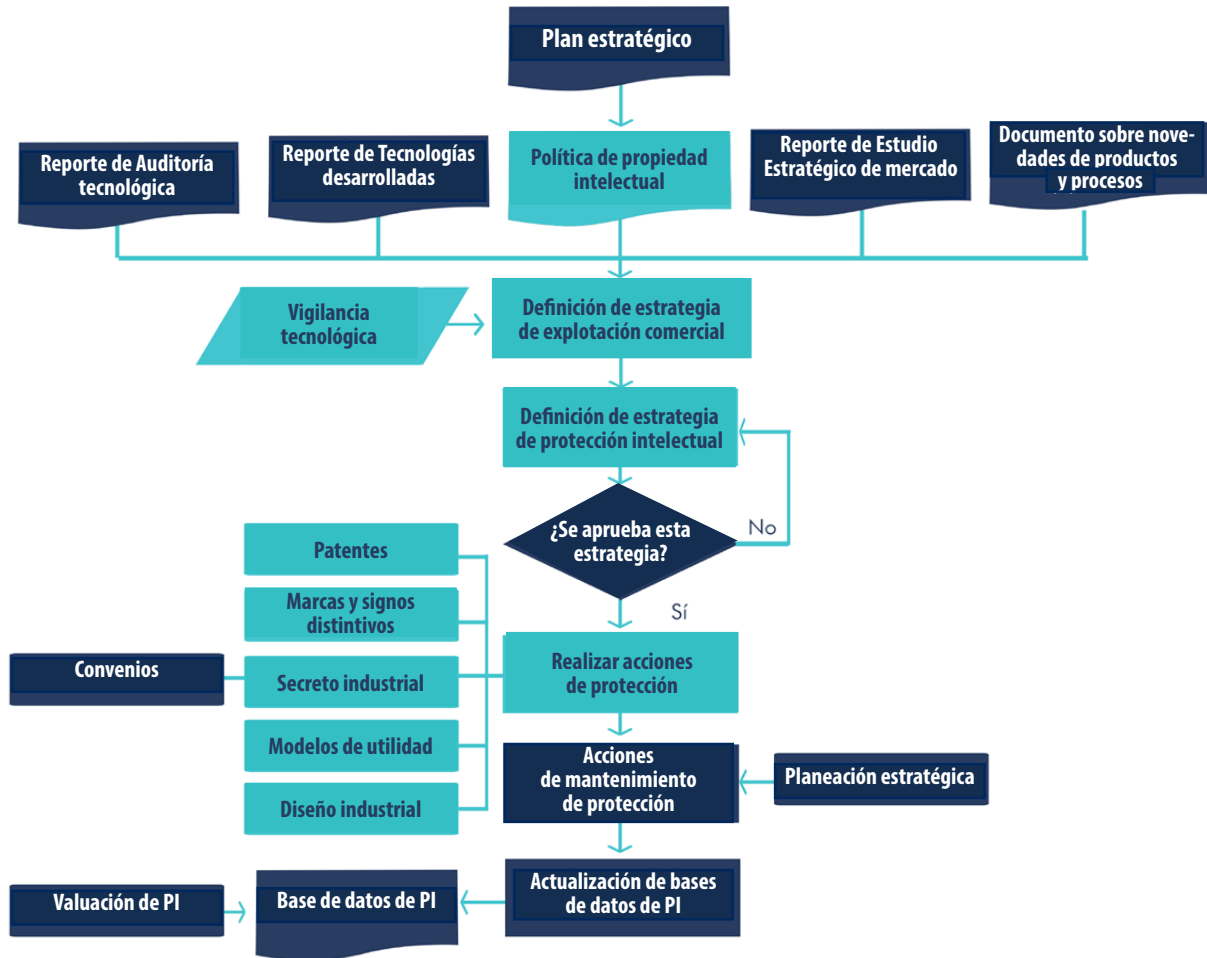 Plan estratégico
Reporte de Auditoría
tecnológica
Reporte de Tecnologías
desarrolladas
Política de propiedad
intelectual
Reporte de Estudio
Estratégico de mercado
Documento sobre nove-
dades de productos
y procesos
Vigilancia
tecnológica
Definición de estrategia
de explotación comercial
Definición de estrategia
de protección intelectual
¿Se aprueba esta
estrategia?
No
Sí
Patentes
Marcas y signos
distintivos
Convenios
Secreto industrial
Realizar acciones
de protección
Modelos de utilidad
Diseño industrial
Acciones
de mantenimiento
de protección
Planeación estratégica
Valuación de PI
Base de datos de PI
Actualización de bases
de datos de PI